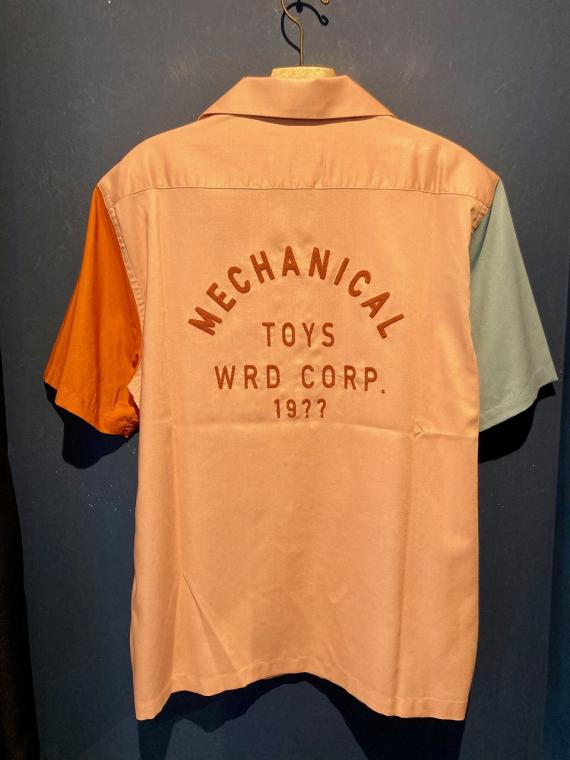 MECHANICAL
TOYS
WRD CORP.
19??